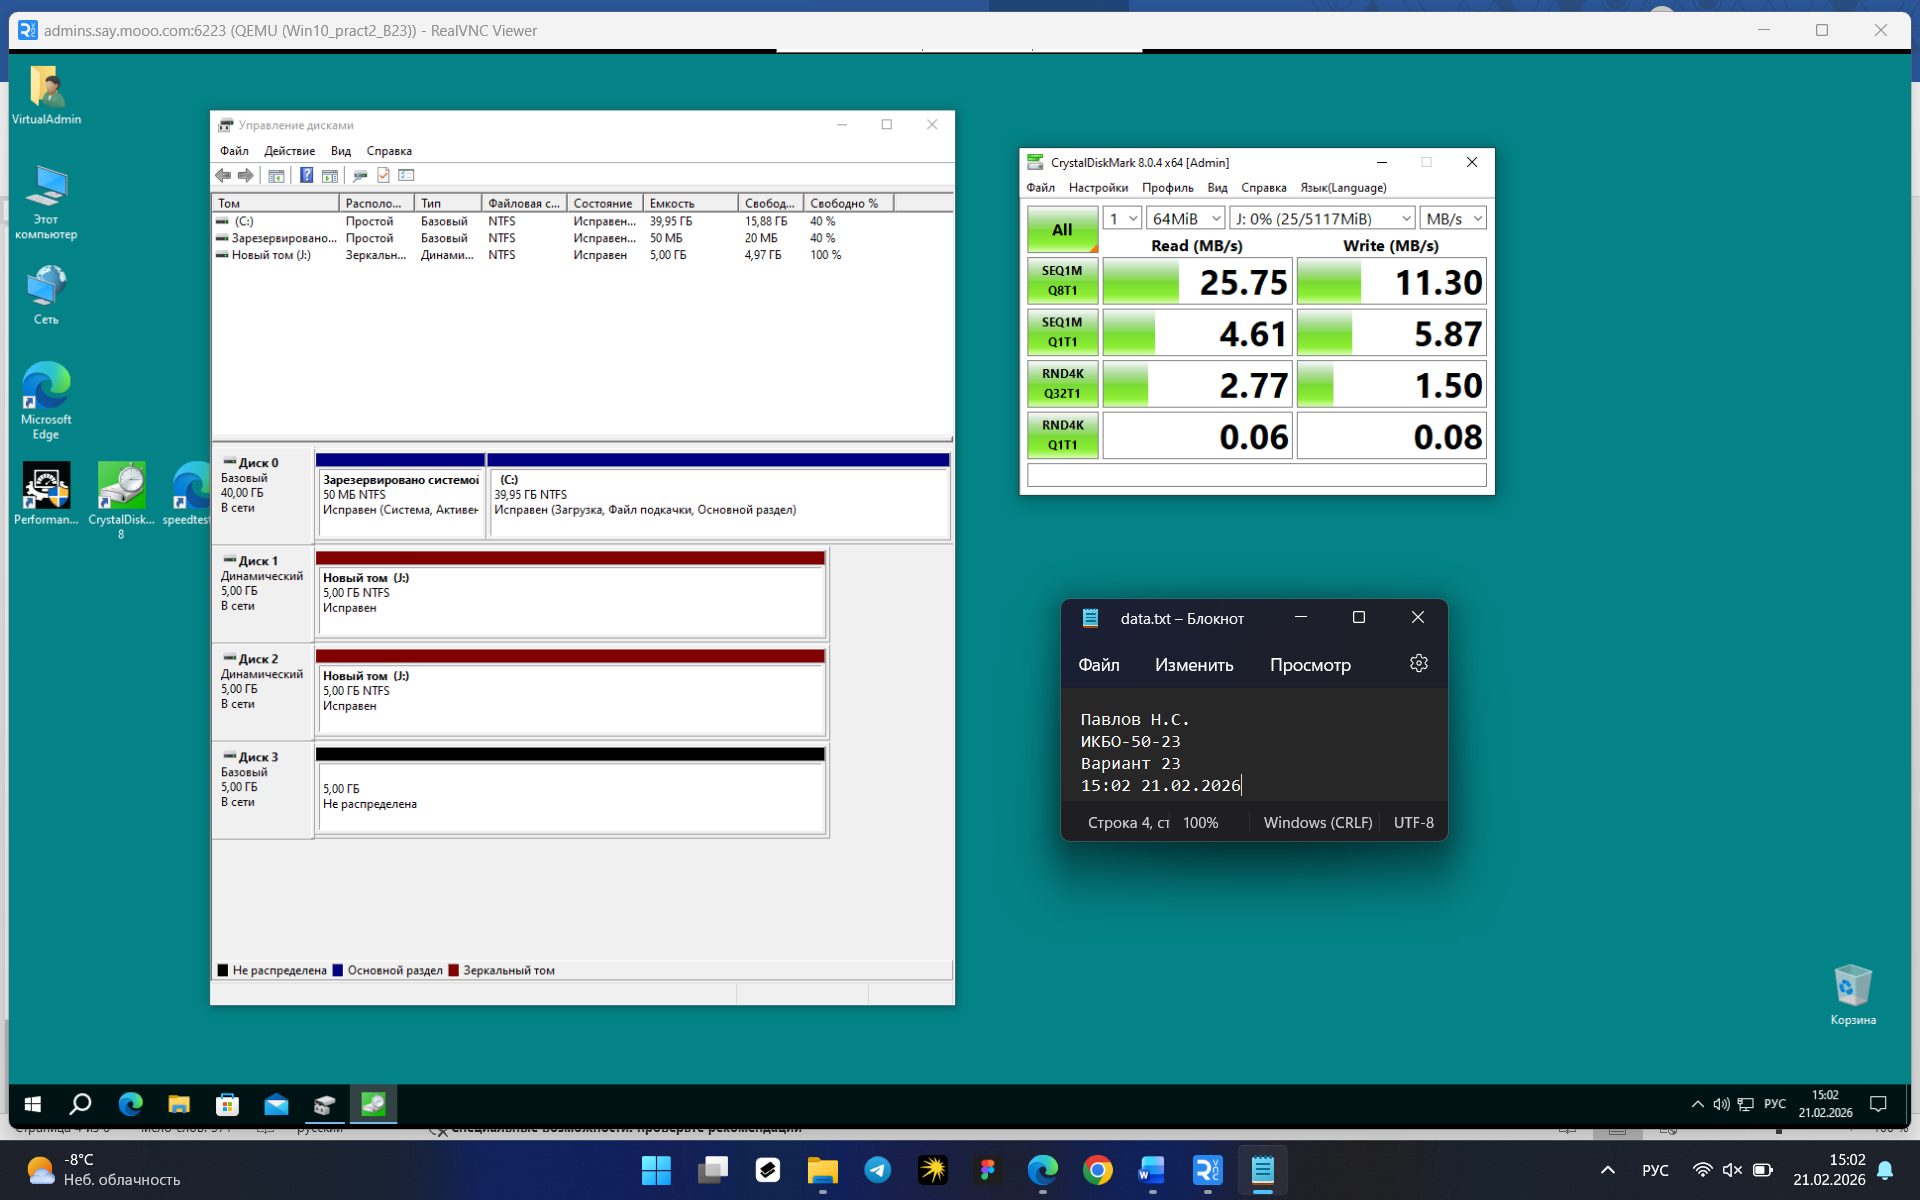 admins.say.mooo.com:6223 (QEMU (Win10_pract2_B23)) - RealVNC Viewer
VirtualAdmin
Этот
компьютер
Сеть
Microsoft
Edge
Performan...
CrystalDisk...
8
speedtest
Управление дисками
Файл Действие Вид Справка
Том Располо... Тип Файловая с... Состояние Емкость Свобод... Свободно %
(C:) Простой Базовый NTFS Исправен... 39,95 ГБ 15,88 ГБ 40 %
Зарезервировано... Простой Базовый NTFS Исправен... 50 МБ 20 МБ 40 %
Новый том (J:) Зеркальн... Динами... NTFS Исправен 5,00 ГБ 4,97 ГБ 100 %
Диск 0
Базовый
40,00 ГБ
В сети
Зарезервировано системой
50 МБ NTFS
Исправен (Система, Активен
(C:)
39,95 ГБ NTFS
Исправен (Загрузка, Файл подкачки, Основной раздел)
Диск 1
Динамический
5,00 ГБ
В сети
Новый том (J:)
5,00 ГБ NTFS
Исправен
Диск 2
Динамический
5,00 ГБ
В сети
Новый том (J:)
5,00 ГБ NTFS
Исправен
Диск 3
Базовый
5,00 ГБ
В сети
5,00 ГБ
Не распределена
Не распределена Основной раздел Зеркальный том
CrystalDiskMark 8.0.4 x64 [Admin]
Файл Настройки Профиль Вид Справка Язык(Language)
All
1 64MiB J: 0% (25/5117MiB) MB/s
Read (MB/s) Write (MB/s)
SEQ1M
Q8T1
25.75 11.30
SEQ1M
Q1T1
4.61 5.87
RND4K
Q32T1
2.77 1.50
RND4K
Q1T1
0.06 0.08
data.txt – Блокнот
Файл Изменить Просмотр
Павлов Н.С.
ИКБО-50-23
Вариант 23
15:02 21.02.2026
Строка 4, ст 100% Windows (CRLF) UTF-8
Корзина
РУС
15:02
21.02.2026
-8°C
Неб. облачность
РУС
15:02
21.02.2026